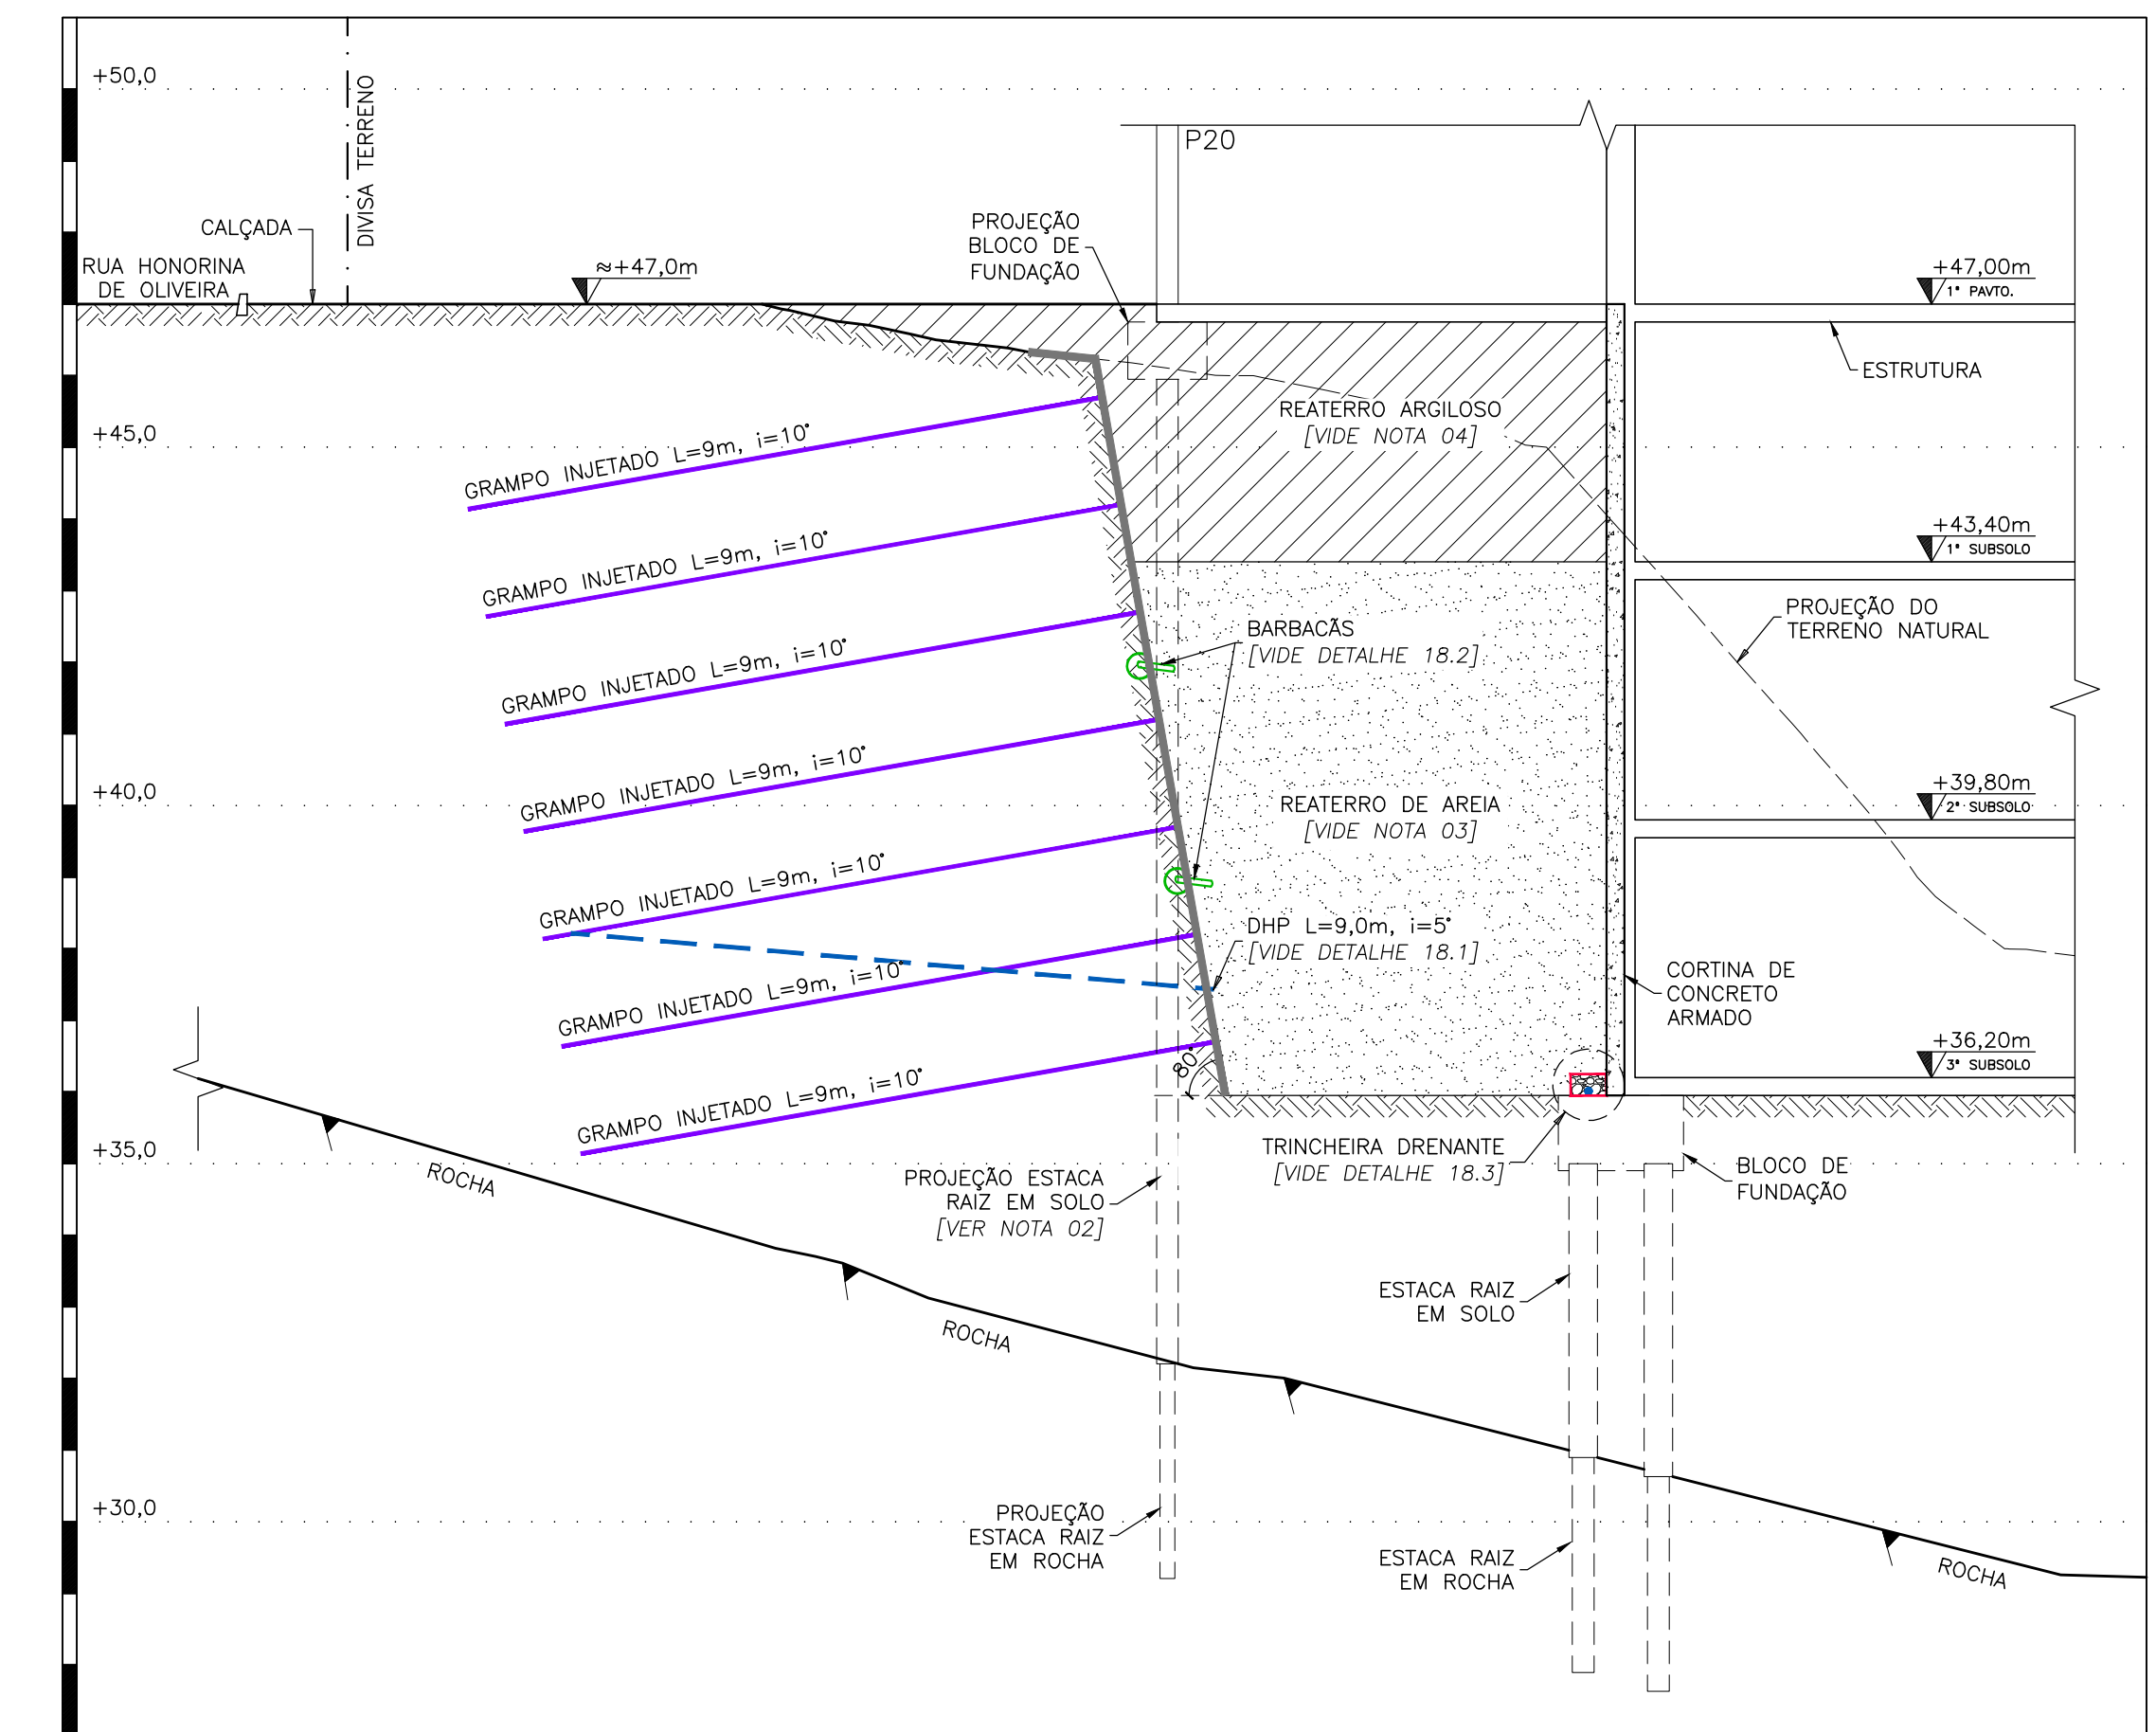 +50,0
DIVISA TERRENO
P20
CALÇADA
PROJEÇÃO
BLOCO DE
FUNDAÇÃO
RUA HONORINA
DE OLIVEIRA
≈+47,0m
+47,00m
1° PAVTO.
ESTRUTURA
+45,0
REATERRO ARGILOSO
[VIDE NOTA 04]
GRAMPO INJETADO L=9m, i=10°
GRAMPO INJETADO L=9m, i=10°
+43,40m
1° SUBSOLO
PROJEÇÃO DO
TERRENO NATURAL
BARBACÃS
[VIDE DETALHE 18.2]
GRAMPO INJETADO L=9m, i=10°
+40,0
GRAMPO INJETADO L=9m, i=10°
REATERRO DE AREIA
[VIDE NOTA 03]
+39,80m
2° SUBSOLO
GRAMPO INJETADO L=9m, i=10°
DHP L=9,0m, i=5°
[VIDE DETALHE 18.1]
GRAMPO INJETADO L=9m, i=10°
CORTINA DE
CONCRETO
ARMADO
+36,20m
3° SUBSOLO
80°
GRAMPO INJETADO L=9m, i=10°
+35,0
ROCHA
TRINCHEIRA DRENANTE
[VIDE DETALHE 18.3]
BLOCO DE
FUNDAÇÃO
PROJEÇÃO ESTACA
RAIZ EM SOLO
[VER NOTA 02]
ESTACA RAIZ
EM SOLO
ROCHA
+30,0
PROJEÇÃO
ESTACA RAIZ
EM ROCHA
ESTACA RAIZ
EM ROCHA
ROCHA